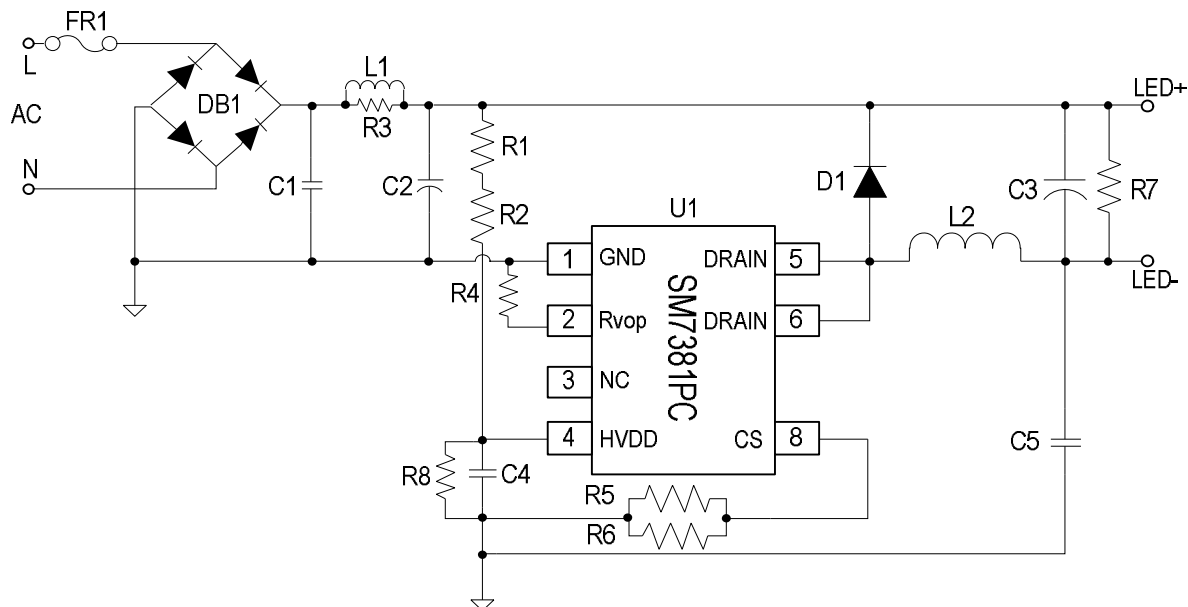 FR1
L
AC
N
DB1
L1
R3
C1
C2
R1
R2
R4
U1
1
GND
2
Rvop
3
NC
4
HVDD
SM7381PC
DRAIN
5
DRAIN
6
CS
8
D1
L2
C3
R7
LED+
LED-
R8
C4
R5
R6
C5